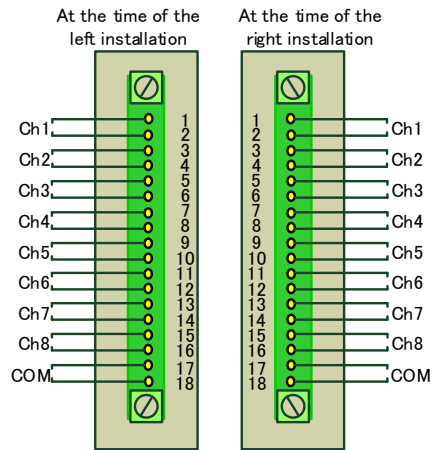 At the time of the
left installation
Ch1
Ch2
Ch3
Ch4
Ch5
Ch6
Ch7
Ch8
COM
1
2
3
4
5
6
7
8
9
10
11
12
13
14
15
16
17
18
At the time of the
right installation
1
2
3
4
5
6
7
8
9
10
11
12
13
14
15
16
17
18
Ch1
Ch2
Ch3
Ch4
Ch5
Ch6
Ch7
Ch8
COM